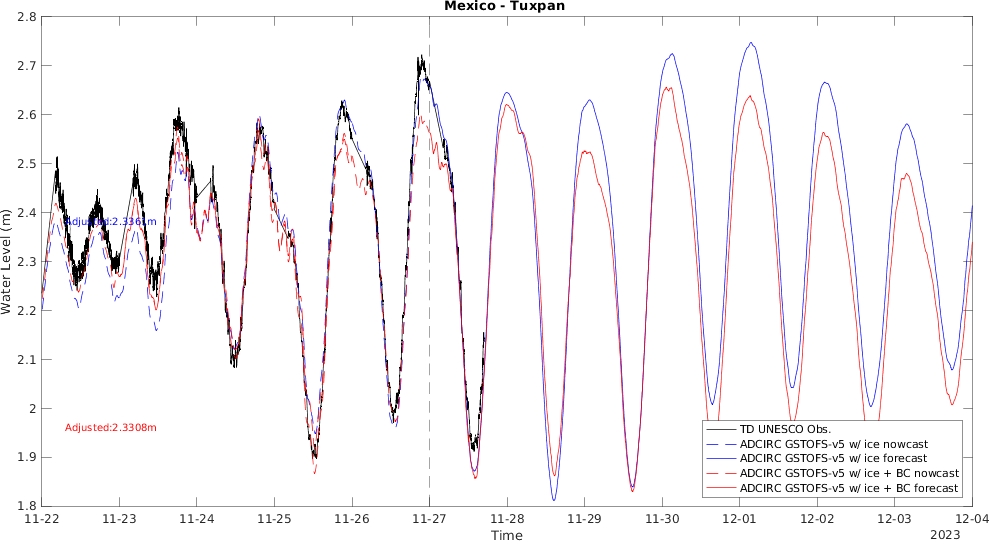 Mexico - Tuxpan
2.8
2.7
2.6
2.5
2.4
2.3
2.2
2.1
2
1.9
1.8
Water Level (m)
Adjusted:2.3361m
Adjusted:2.3308m
TD UNESCO Obs.
ADCIRC GSTOFS-v5 w/ ice nowcast
ADCIRC GSTOFS-v5 w/ ice forecast
ADCIRC GSTOFS-v5 w/ ice + BC nowcast
ADCIRC GSTOFS-v5 w/ ice + BC forecast
11-22 11-23 11-24 11-25 11-26 11-27 11-28 11-29 11-30 12-01 12-02 12-03 12-04
Time
2023